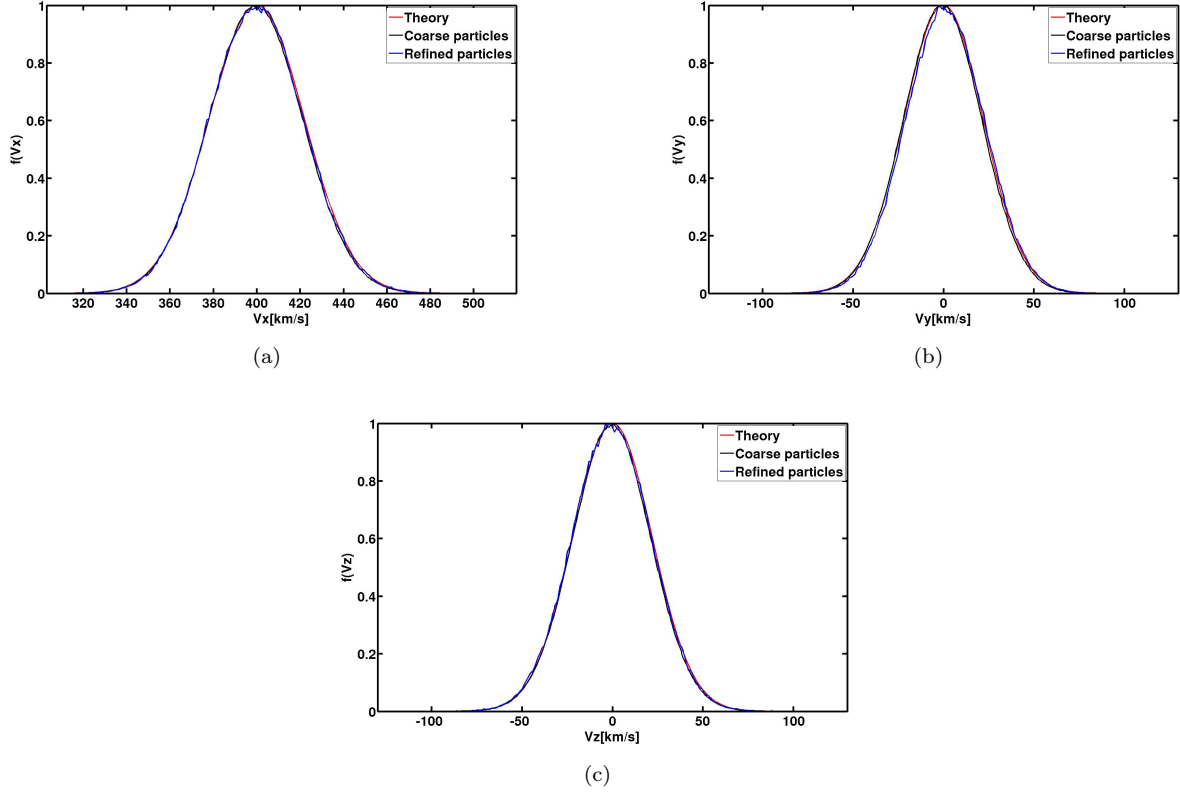 f(Vx)
1
0.8
0.6
0.4
0.2
0
320 340 360 380 400 420 440 460 480 500
Vx[km/s]
Theory
Coarse particles
Refined particles
(a)
f(Vy)
1
0.8
0.6
0.4
0.2
0
-100 -50 0 50 100
Vy[km/s]
Theory
Coarse particles
Refined particles
(b)
f(Vz)
1
0.8
0.6
0.4
0.2
0
-100 -50 0 50 100
Vz[km/s]
Theory
Coarse particles
Refined particles
(c)